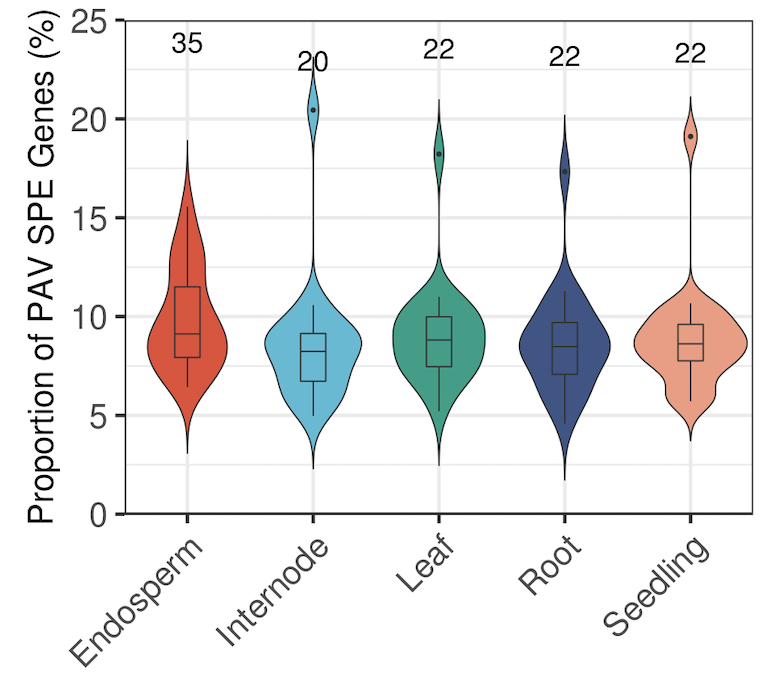 Proportion of PAV SPE Genes (%)
25
20
15
10
5
0
35
20
22
22
22
Endosperm
Internode
Leaf
Root
Seedling